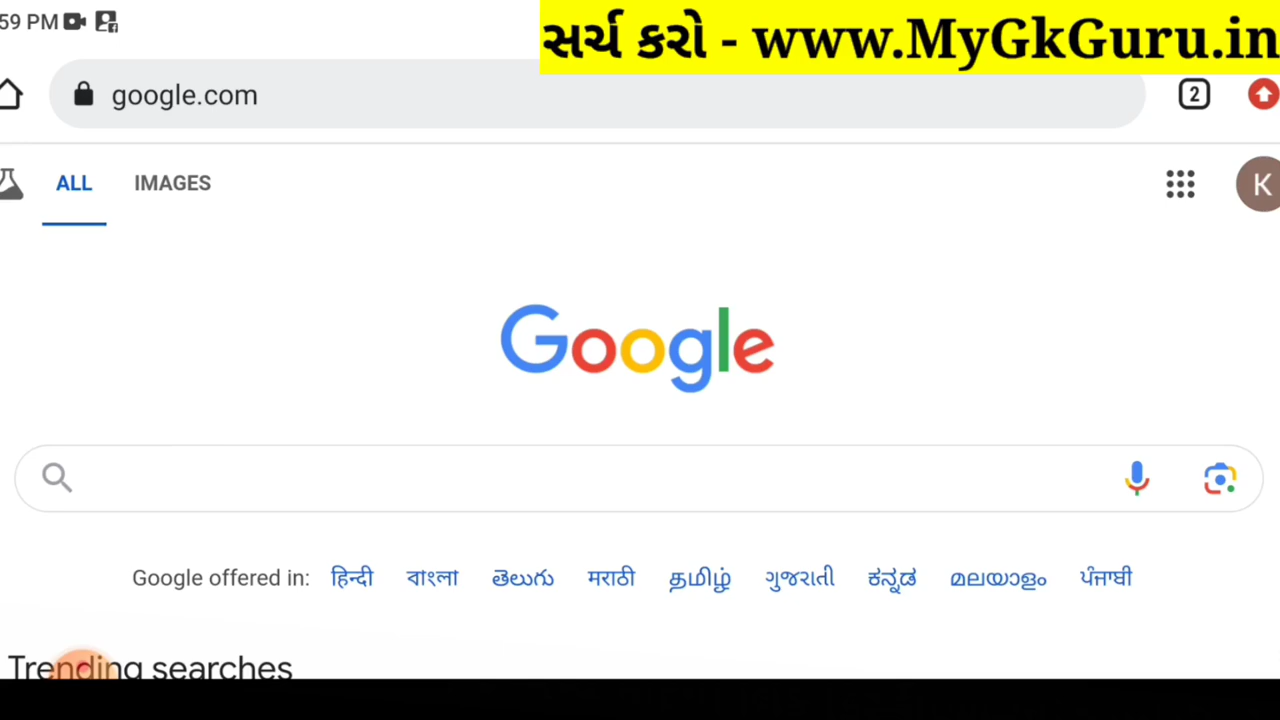 59 PM
સર્ચ કરો - www.MyGkGuru.in
google.com
2
ALL IMAGES
K
Google
Google offered in: हिन्दी বাংলা తెలుగు मराठी தமிழ் ગુજરાતી ಕನ್ನಡ മലയാളം ਪੰਜਾਬੀ
Trending searches